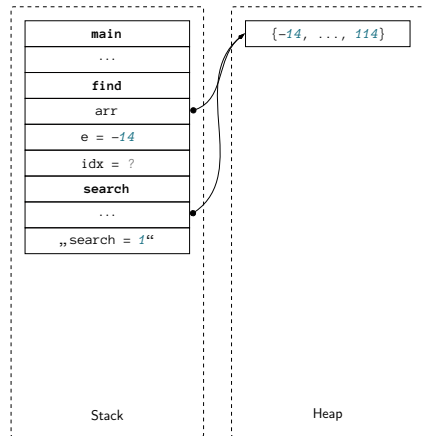 main
...
find
arr
e = -14
idx = ?
search
...
„search = 1“
Stack
{-14, ..., 114}
Heap